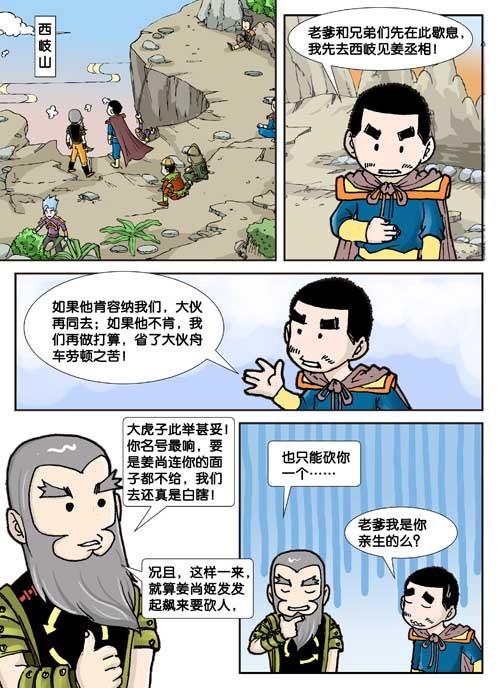 西岐山
老爹和兄弟们先在此歇息，
我先去西岐见姜丞相！
如果他肯容纳我们，大伙
再同去；如果他不肯，我
们再做打算，省了大伙舟
车劳顿之苦！
大虎子此举甚妥！
你名号最响，要
是姜尚连你的面
子都不给，我们
去还真是白瞎！
况且，这样一来，
就算姜尚姬发发
起飙来要砍人，
也只能砍你
一个……
老爹我是你
亲生的么？